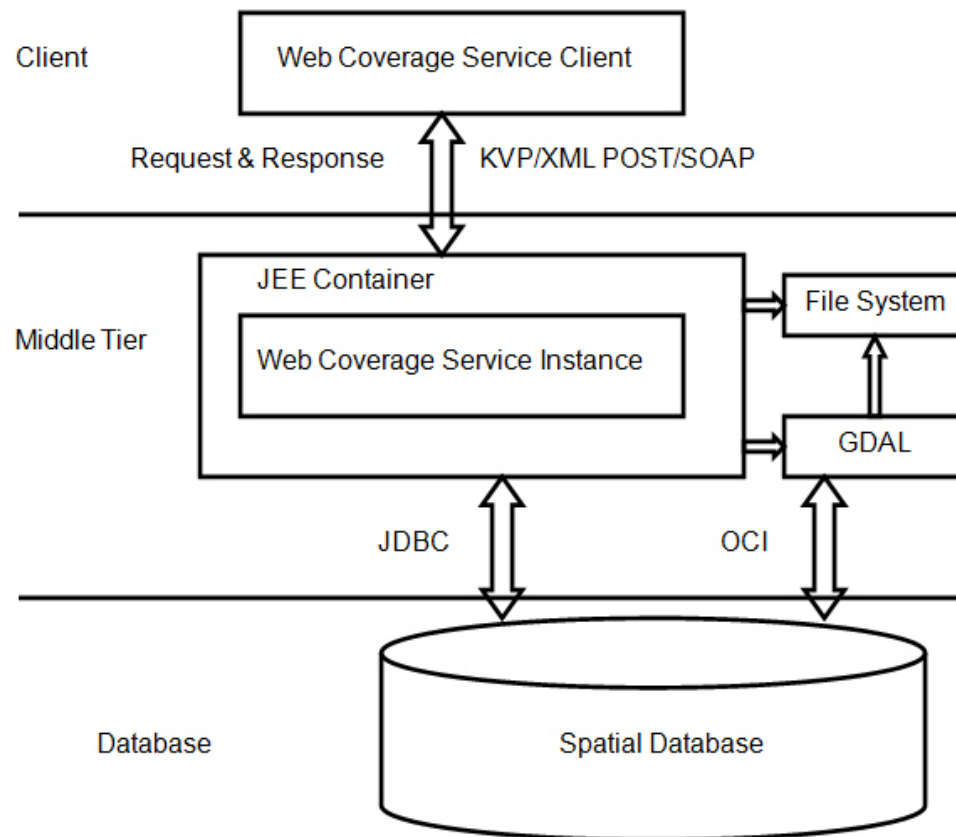 Client
Web Coverage Service Client
Request & Response
KVP/XML POST/SOAP
JEE Container
File System
Middle Tier
Web Coverage Service Instance
GDAL
JDBC
OCI
Database
Spatial Database